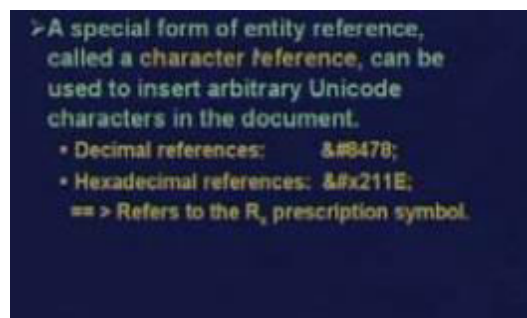 ➢A special form of entity reference,
called a character reference, can be
used to insert arbitrary Unicode
characters in the document.
▪ Decimal references: &#8478;
▪ Hexadecimal references: &#x211E;
== > Refers to the Rx prescription symbol.